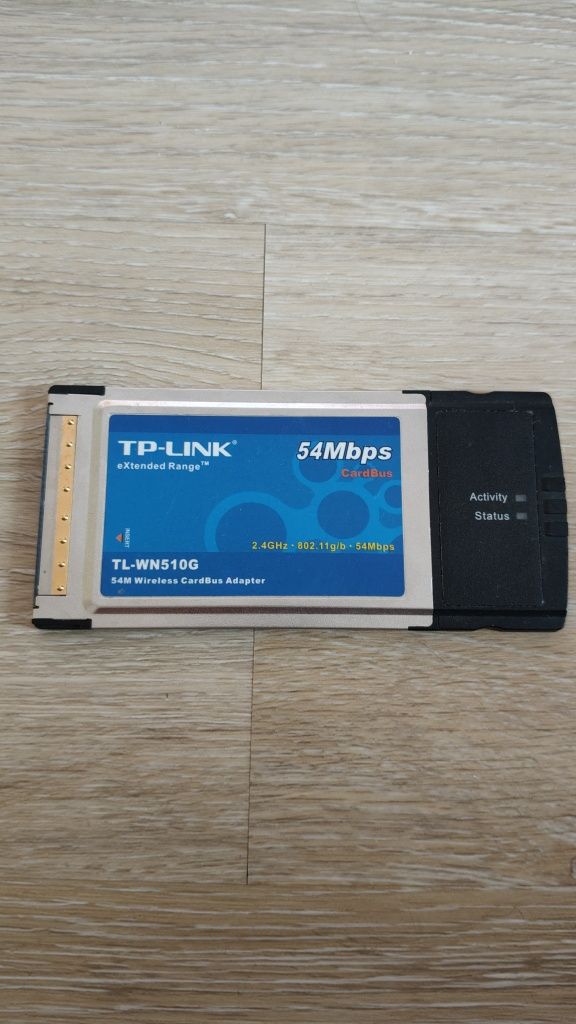 TP-LINK®
eXtended Range™
54Mbps
CardBus
INSERT
2.4GHz · 802.11g/b · 54Mbps
TL-WN510G
54M Wireless CardBus Adapter
Activity
Status